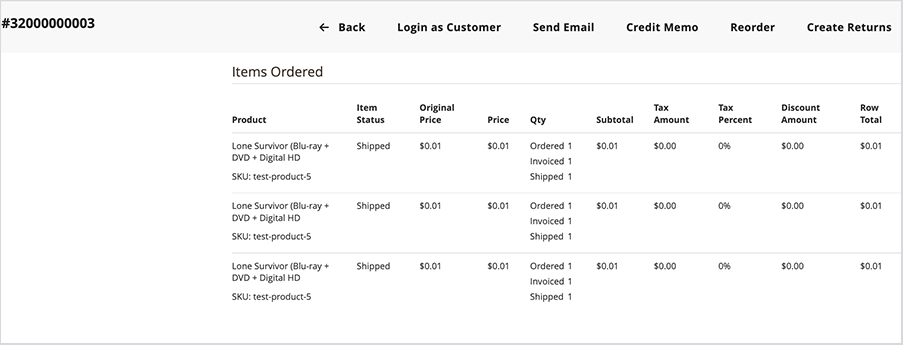 #32000000003
← Back Login as Customer Send Email Credit Memo Reorder Create Returns
Items Ordered
Product Item Status Original Price Price Qty Subtotal Tax Amount Tax Percent Discount Amount Row Total
Lone Survivor (Blu-ray + Shipped $0.01 $0.01 Ordered 1 $0.01 $0.00 0% $0.00 $0.01
DVD + Digital HD Invoiced 1
SKU: test-product-5 Shipped 1
Lone Survivor (Blu-ray + Shipped $0.01 $0.01 Ordered 1 $0.01 $0.00 0% $0.00 $0.01
DVD + Digital HD Invoiced 1
SKU: test-product-5 Shipped 1
Lone Survivor (Blu-ray + Shipped $0.01 $0.01 Ordered 1 $0.01 $0.00 0% $0.00 $0.01
DVD + Digital HD Invoiced 1
SKU: test-product-5 Shipped 1